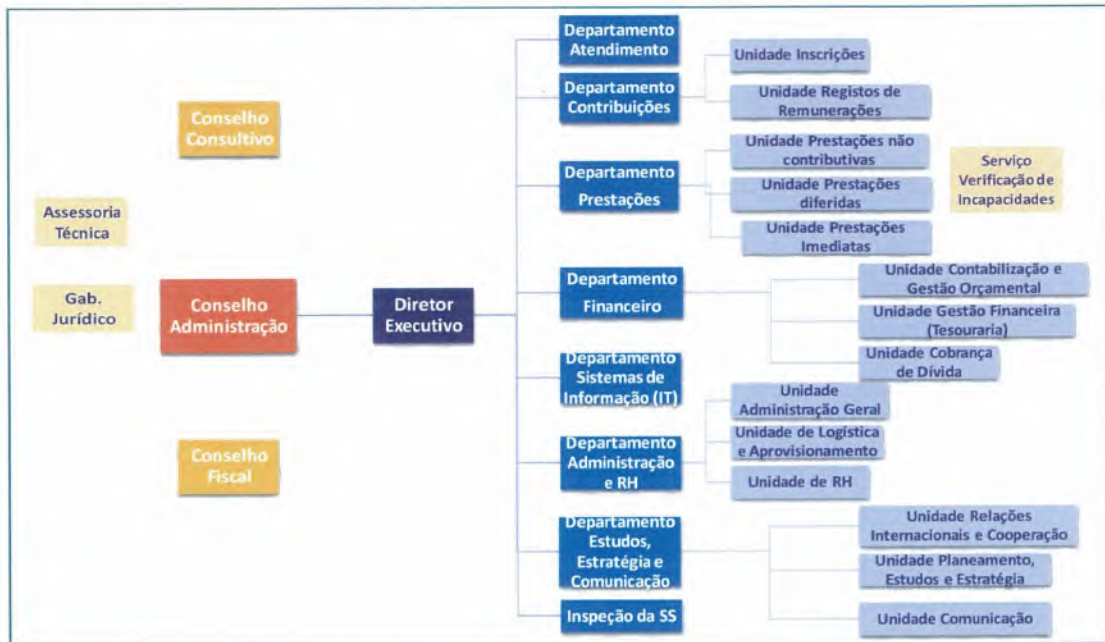 Conselho
Consultivo
Assessoria
Técnica
Gab.
Jurídico
Conselho
Administração
Diretor
Executivo
Conselho
Fiscal
Departamento
Atendimento
Departamento
Contribuições
Unidade Inscrições
Unidade Registos de
Remunerações
Departamento
Prestações
Unidade Prestações não
contributivas
Unidade Prestações
diferidas
Unidade Prestações
Imediatas
Serviço
Verificação de
Incapacidades
Departamento
Financeiro
Unidade Contabilização e
Gestão Orçamental
Unidade Gestão Financeira
(Tesouraria)
Unidade Cobrança
de Dívida
Departamento
Sistemas de
Informação (IT)
Departamento
Administração
e RH
Unidade
Administração Geral
Unidade de Logística
e Aprovisionamento
Unidade de RH
Departamento
Estudos,
Estratégia e
Comunicação
Unidade Relações
Internacionais e Cooperação
Unidade Planeamento,
Estudos e Estratégia
Unidade Comunicação
Inspeção da SS